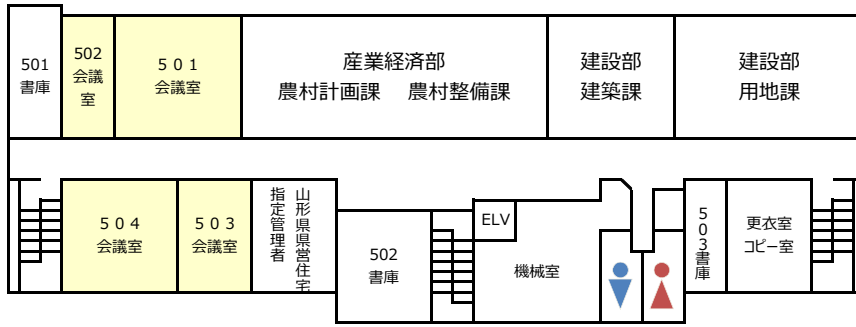 501
書庫
502
会議
室
５０１
会議室
産業経済部
農村計画課　農村整備課
建設部
建築課
建設部
用地課
５０４
会議室
５０３
会議室
山形県県営住宅
指定管理者
502
書庫
ELV
機械室
５０３書庫
更衣室
コピー室